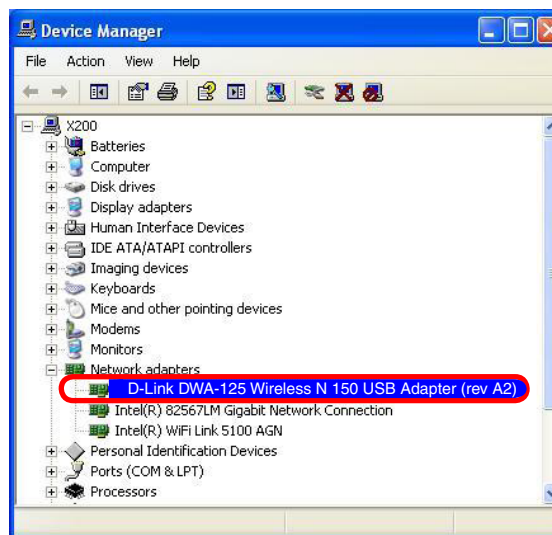 Device Manager
File Action View Help
X200
Batteries
Computer
Disk drives
Display adapters
Human Interface Devices
IDE ATA/ATAPI controllers
Imaging devices
Keyboards
Mice and other pointing devices
Modems
Monitors
Network adapters
D-Link DWA-125 Wireless N 150 USB Adapter (rev A2)
Intel(R) 82567LM Gigabit Network Connection
Intel(R) WiFi Link 5100 AGN
Personal Identification Devices
Ports (COM & LPT)
Processors